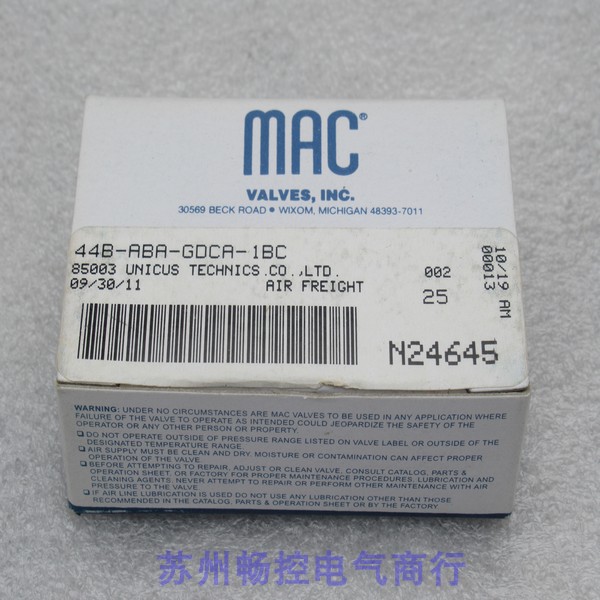 MAC®
VALVES, INC.
30569 BECK ROAD ● WIXOM, MICHIGAN 48393-7011
44B-ABA-GDCA-1BC
85003 UNICUS TECHNICS.CO.,LTD.
09/30/11 AIR FREIGHT
002
25
10/19 AM
00013
N24645
WARNING: UNDER NO CIRCUMSTANCES ARE MAC VALVES TO BE USED IN ANY APPLICATION WHERE
FAILURE OF THE VALVE TO OPERATE AS INTENDED COULD JEOPARDIZE THE SAFETY OF THE
OPERATOR OR ANY OTHER PERSON OR PROPERTY.
❑ DO NOT OPERATE OUTSIDE OF PRESSURE RANGE LISTED ON VALVE LABEL OR OUTSIDE OF THE
DESIGNATED TEMPERATURE RANGE.
❑ AIR SUPPLY MUST BE CLEAN AND DRY. MOISTURE OR CONTAMINATION CAN AFFECT PROPER
OPERATION OF THE VALVE.
❑ BEFORE ATTEMPTING TO REPAIR, ADJUST OR CLEAN VALVE, CONSULT CATALOG, PARTS &
OPERATION SHEET, OR FACTORY FOR PROPER MAINTENANCE PROCEDURES, LUBRICATION AND
CLEANING AGENTS. NEVER ATTEMPT TO REPAIR OR PERFORM OTHER MAINTENANCE WITH AIR
PRESSURE TO THE VALVE.
❑ IF AIR LINE LUBRICATION IS USED DO NOT USE ANY LUBRICATION OTHER THAN THOSE
RECOMMENDED IN THE CATALOG, PARTS & OPERATION SHEET OR BY THE FACTORY
苏州畅控电气商行